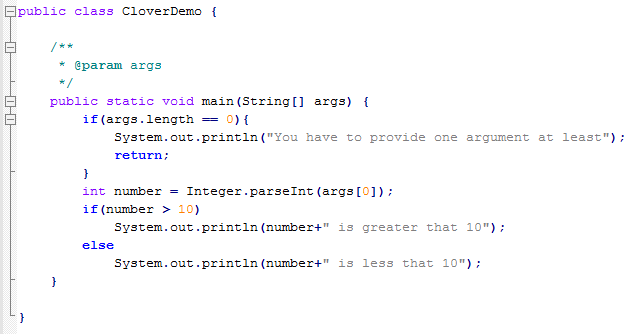 public class CloverDemo {
/**
* @param args
*/
public static void main(String[] args) {
if(args.length == 0){
System.out.println("You have to provide one argument at least");
return;
}
int number = Integer.parseInt(args[0]);
if(number > 10)
System.out.println(number+" is greater that 10");
else
System.out.println(number+" is less that 10");
}
}